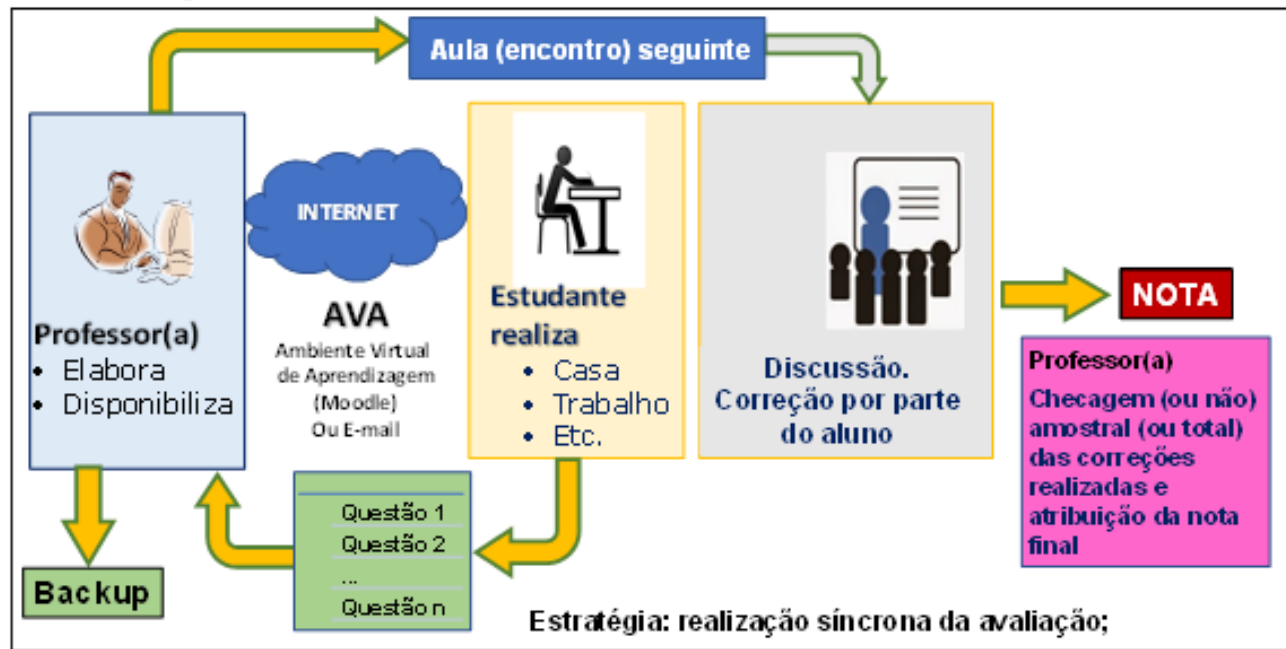 Aula (encontro) seguinte
Professor(a)
• Elabora
• Disponibiliza
INTERNET
AVA
Ambiente Virtual
de Aprendizagem
(Moodle)
Ou E-mail
Estudante
realiza
• Casa
• Trabalho
• Etc.
Discussão.
Correção por parte
do aluno
NOTA
Professor(a)
Checagem (ou não)
amostral (ou total)
das correções
realizadas e
atribuição da nota
final
Questão 1
Questão 2
...
Questão n
Backup
Estratégia: realização síncrona da avaliação;